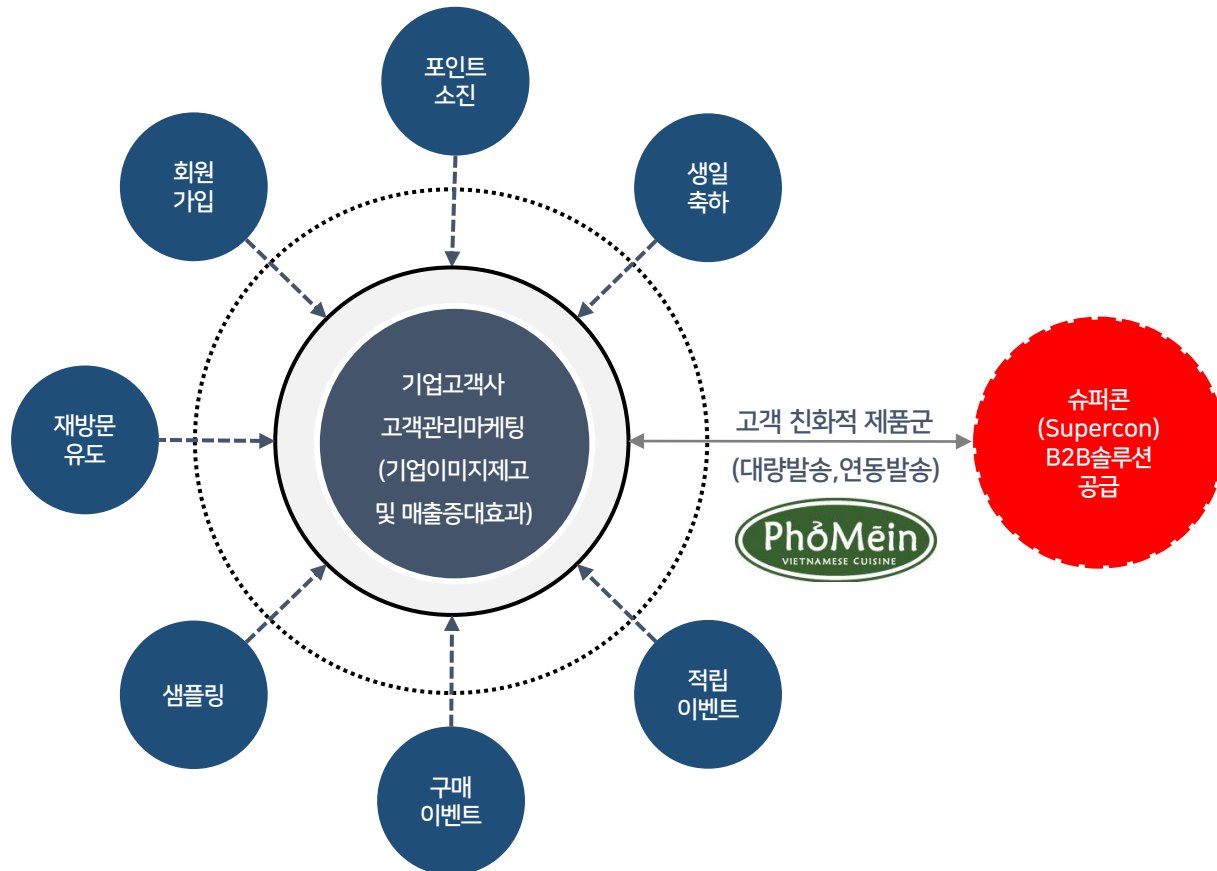 포인트
소진
회원
가입
생일
축하
재방문
유도
기업고객사
고객관리마케팅
(기업이미지제고
및 매출증대효과)
고객 친화적 제품군
(대량발송,연동발송)
PhổMēin
VIETNAMESE CUISINE
슈퍼콘
(Supercon)
B2B솔루션
공급
샘플링
구매
이벤트
적립
이벤트